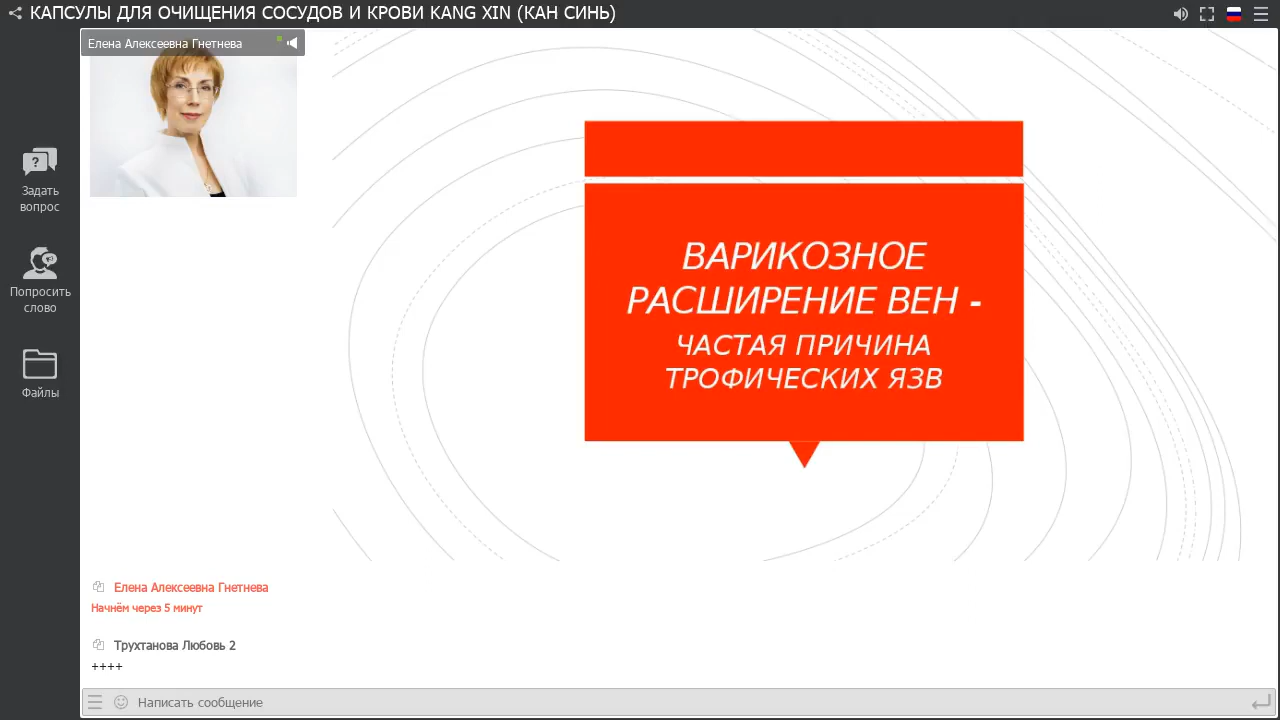 КАПСУЛЫ ДЛЯ ОЧИЩЕНИЯ СОСУДОВ И КРОВИ KANG XIN (КАН СИНЬ)
Елена Алексеевна Гнетнева
Задать
вопрос
Попросить
слово
Файлы
ВАРИКОЗНОЕ
РАСШИРЕНИЕ ВЕН -
ЧАСТАЯ ПРИЧИНА
ТРОФИЧЕСКИХ ЯЗВ
Елена Алексеевна Гнетнева
Начнём через 5 минут
Трухтанова Любовь 2
++++
Написать сообщение